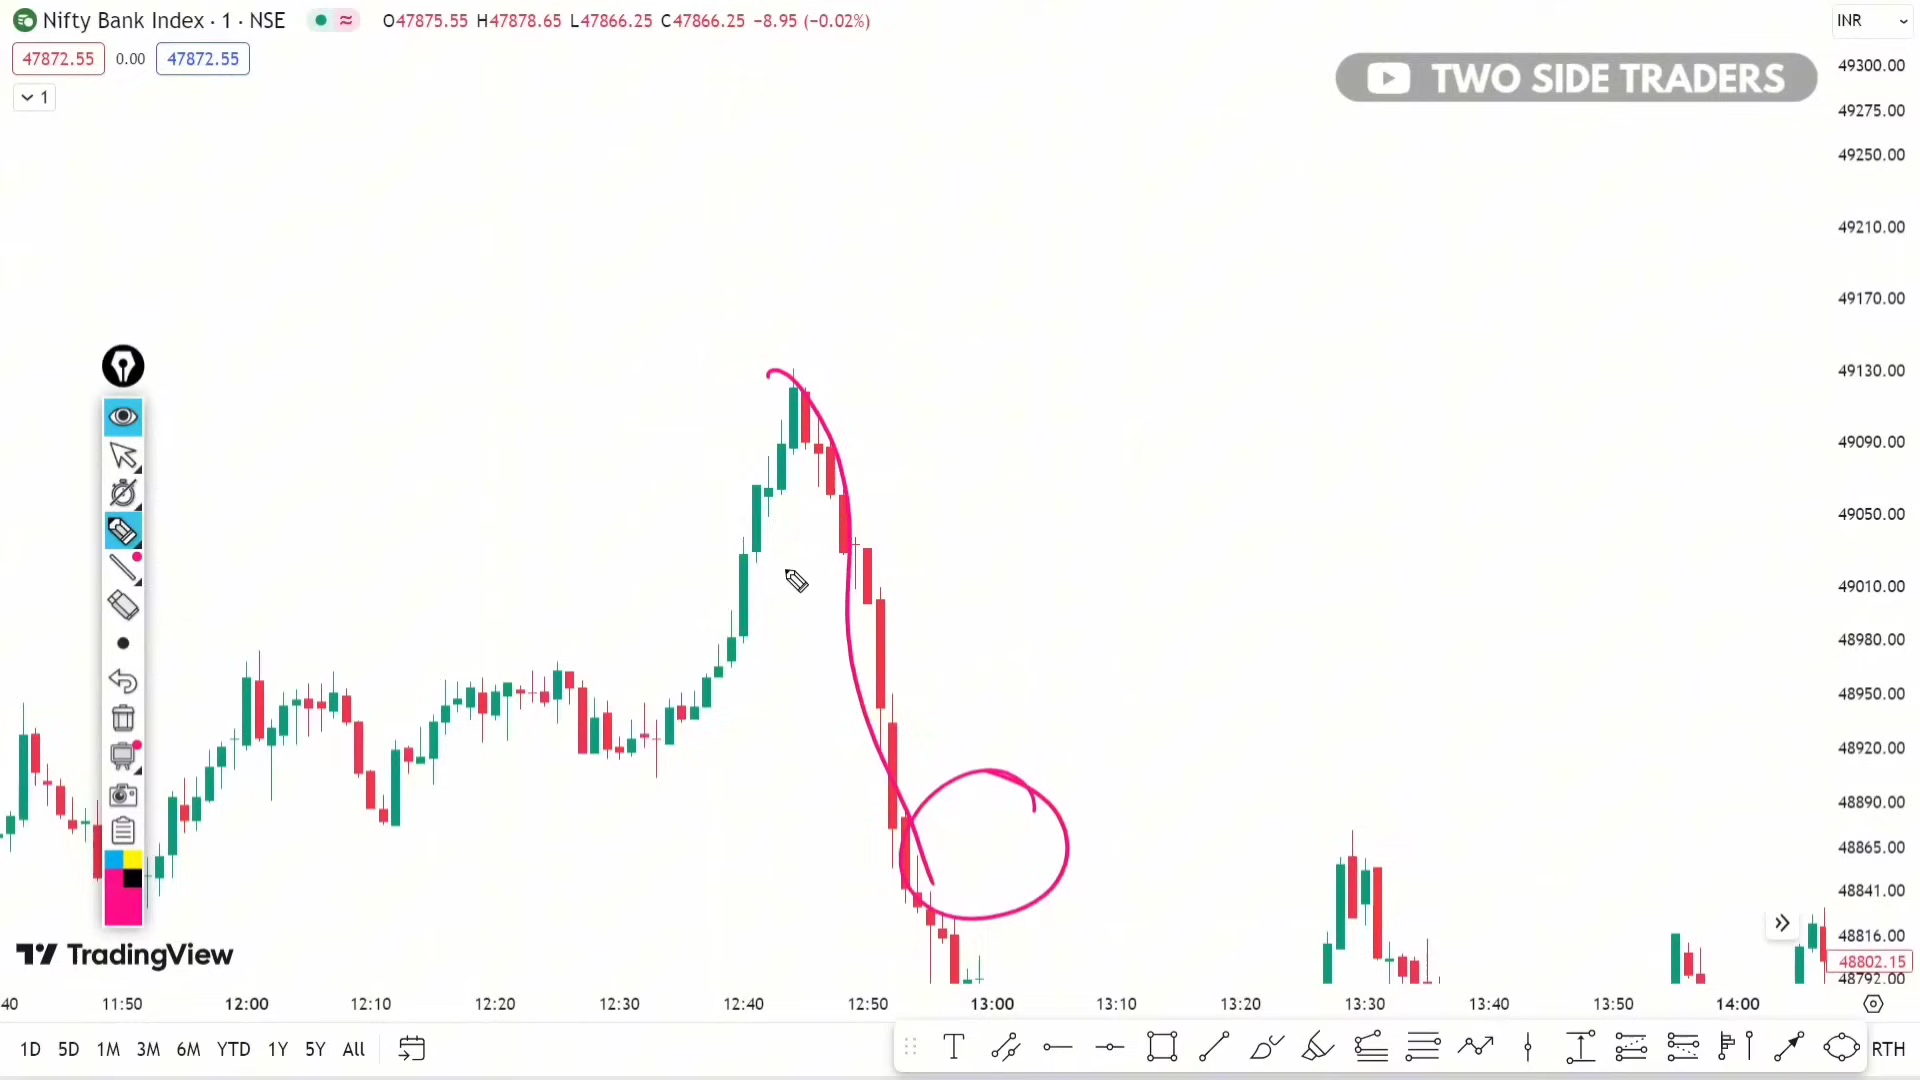 Nifty Bank Index · 1 · NSE
O47875.55 H47878.65 L47866.25 C47866.25 −8.95 (−0.02%)
INR
47872.55 0.00 47872.55
1
TWO SIDE TRADERS
49300.00
49275.00
49250.00
49210.00
49170.00
49130.00
49090.00
49050.00
49010.00
48980.00
48950.00
48920.00
48890.00
48865.00
48841.00
48816.00
48802.15
48792.00
TradingView
40 11:50 12:00 12:10 12:20 12:30 12:40 12:50 13:00 13:10 13:20 13:30 13:40 13:50 14:00
1D 5D 1M 3M 6M YTD 1Y 5Y All
T
RTH